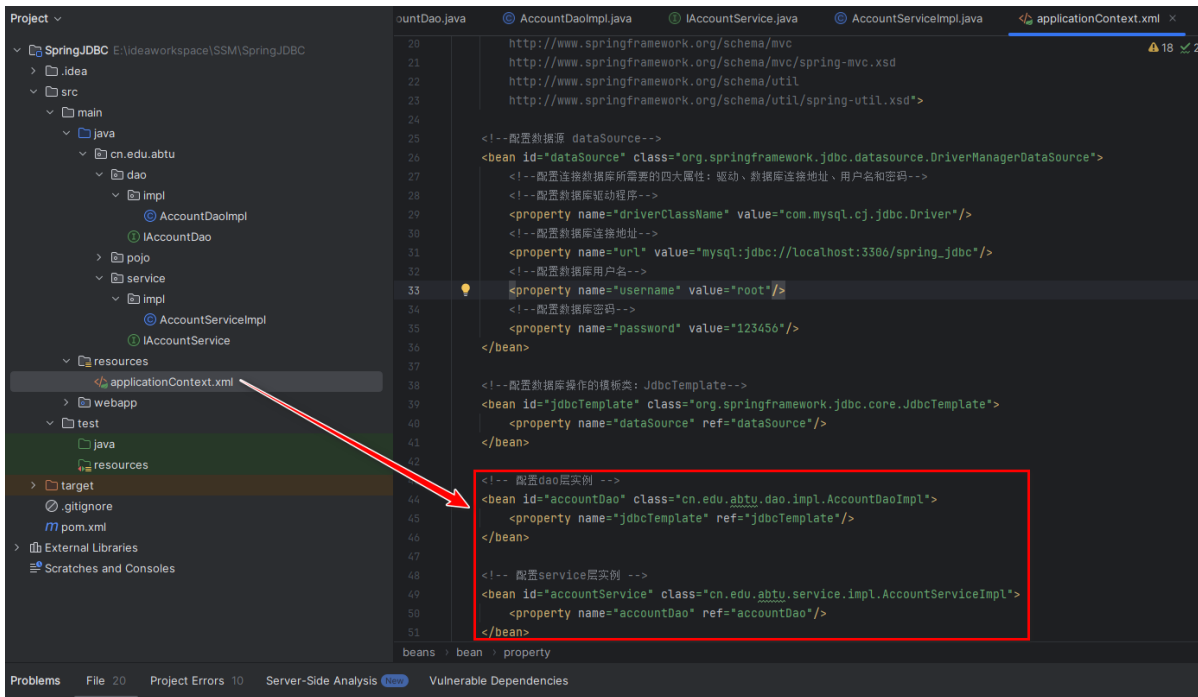 Project
ountDao.java
AccountDaoImpl.java
IAccountService.java
AccountServiceImpl.java
applicationContext.xml
SpringJDBC E:\ideaworkspace\SSM\SpringJDBC
.idea
src
main
java
cn.edu.abtu
dao
impl
AccountDaoImpl
IAccountDao
pojo
service
impl
AccountServiceImpl
IAccountService
resources
applicationContext.xml
webapp
test
java
resources
target
.gitignore
pom.xml
External Libraries
Scratches and Consoles
18 2
20 http://www.springframework.org/schema/mvc
21 http://www.springframework.org/schema/mvc/spring-mvc.xsd
22 http://www.springframework.org/schema/util
23 http://www.springframework.org/schema/util/spring-util.xsd">
24
25 <!--配置数据源 dataSource-->
26 <bean id="dataSource" class="org.springframework.jdbc.datasource.DriverManagerDataSource">
27 <!--配置连接数据库所需要的四大属性：驱动、数据库连接地址、用户名和密码-->
28 <!--配置数据库驱动程序-->
29 <property name="driverClassName" value="com.mysql.cj.jdbc.Driver"/>
30 <!--配置数据库连接地址-->
31 <property name="url" value="mysql:jdbc://localhost:3306/spring_jdbc"/>
32 <!--配置数据库用户名-->
33 <property name="username" value="root"/>
34 <!--配置数据库密码-->
35 <property name="password" value="123456"/>
36 </bean>
37
38 <!--配置数据库操作的模板类：JdbcTemplate-->
39 <bean id="jdbcTemplate" class="org.springframework.jdbc.core.JdbcTemplate">
40 <property name="dataSource" ref="dataSource"/>
41 </bean>
42
<!-- 配置dao层实例 -->
44 <bean id="accountDao" class="cn.edu.abtu.dao.impl.AccountDaoImpl">
45 <property name="jdbcTemplate" ref="jdbcTemplate"/>
46 </bean>
47
48 <!-- 配置service层实例 -->
49 <bean id="accountService" class="cn.edu.abtu.service.impl.AccountServiceImpl">
50 <property name="accountDao" ref="accountDao"/>
51 </bean>
beans › bean › property
Problems File 20 Project Errors 10 Server-Side Analysis New Vulnerable Dependencies